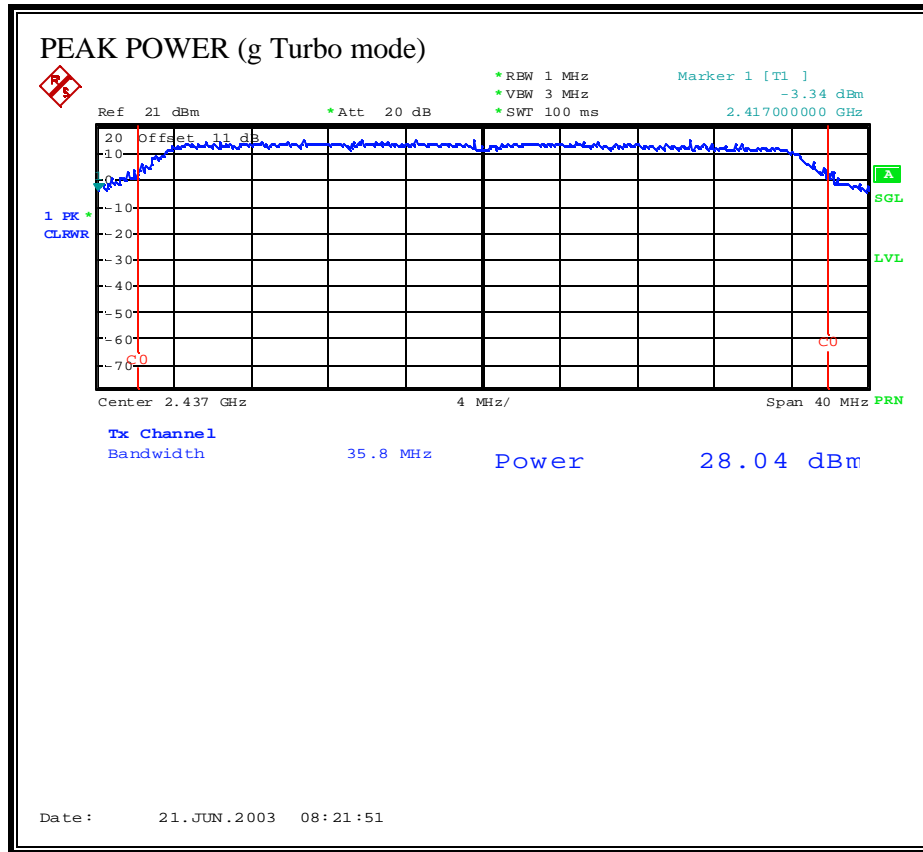 PEAK POWER (g Turbo mode)
R S
* RBW 1 MHz Marker 1 [T1 ]
* VBW 3 MHz -3.34 dBm
Ref 21 dBm * Att 20 dB * SWT 100 ms 2.417000000 GHz
20 Offset 11 dB
10
0
1
A
SGL
-10
1 PK *
CLRWR
-20
-30
LVL
-40
-50
-60
C0
-70
C0
Center 2.437 GHz 4 MHz/ Span 40 MHz PRN
Tx Channel
Bandwidth 35.8 MHz Power 28.04 dBm
Date: 21.JUN.2003 08:21:51